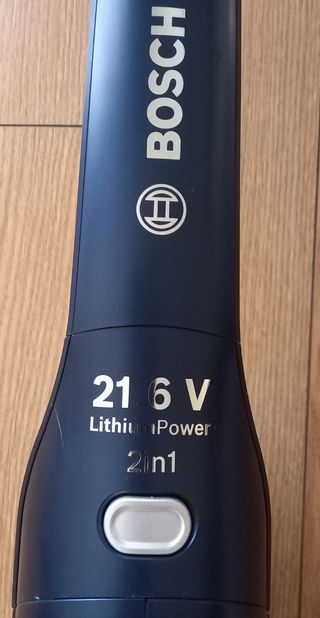 BOSCH
21.6 V
LithiumPower
2in1